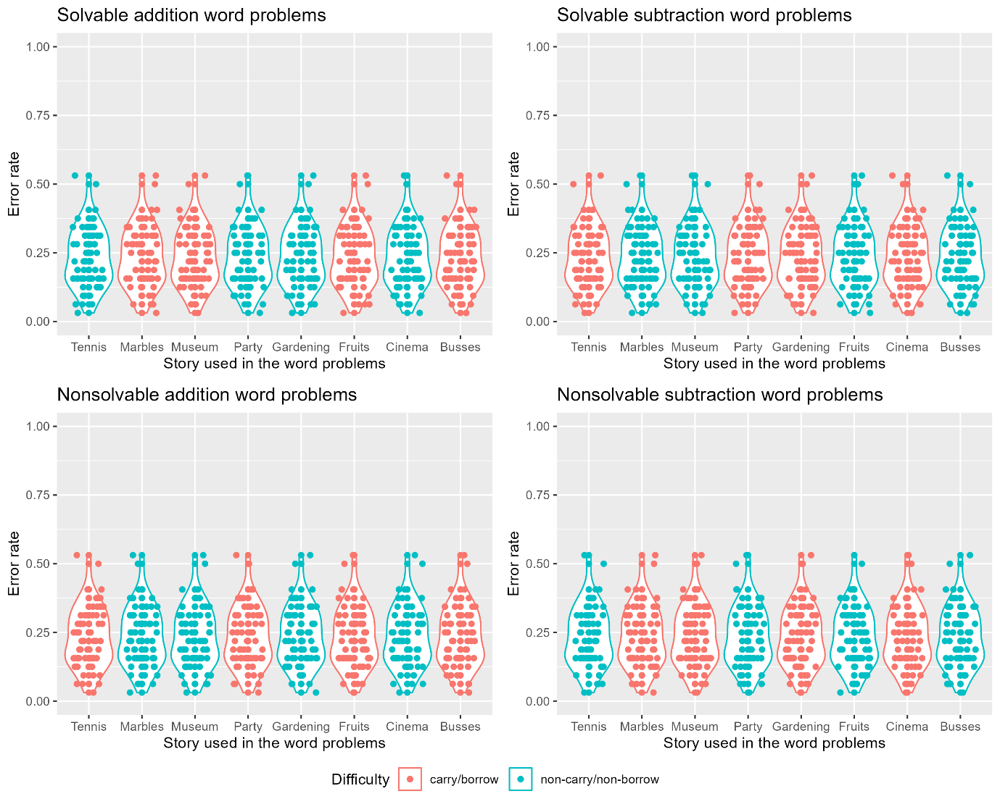 Solvable addition word problems
1.00
0.75
0.50
0.25
0.00
Error rate
Tennis Marbles Museum Party Gardening Fruits Cinema Busses
Story used in the word problems
Solvable subtraction word problems
1.00
0.75
0.50
0.25
0.00
Error rate
Tennis Marbles Museum Party Gardening Fruits Cinema Busses
Story used in the word problems
Nonsolvable addition word problems
1.00
0.75
0.50
0.25
0.00
Error rate
Tennis Marbles Museum Party Gardening Fruits Cinema Busses
Story used in the word problems
Nonsolvable subtraction word problems
1.00
0.75
0.50
0.25
0.00
Error rate
Tennis Marbles Museum Party Gardening Fruits Cinema Busses
Story used in the word problems
Difficulty carry/borrow non-carry/non-borrow